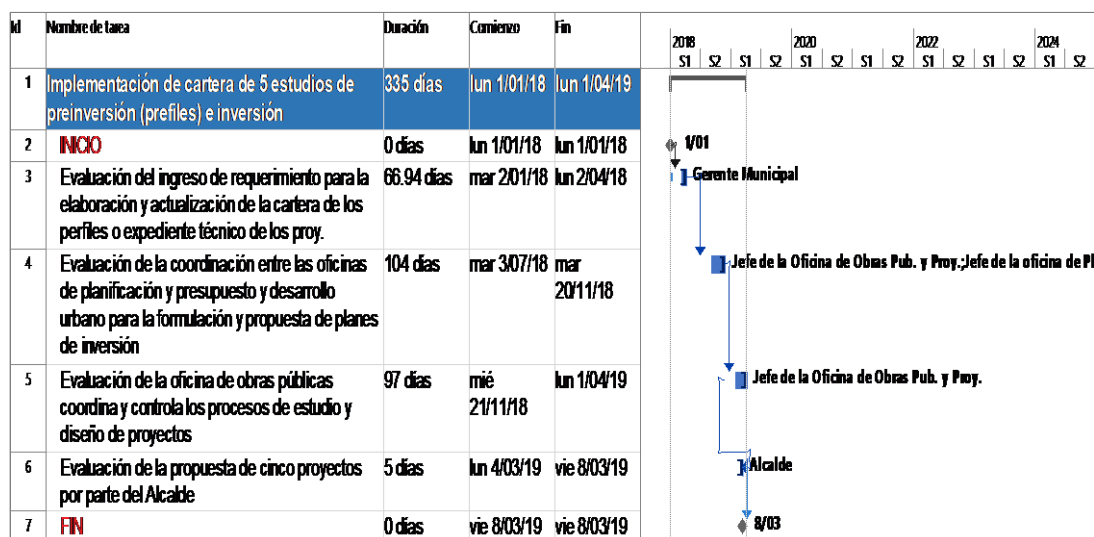 Id Nombre de tarea Duración Comienzo Fin
2018 2020 2022 2024
S1 S2 S1 S2 S1 S2 S1 S2 S1 S2 S1 S2 S1 S2
1 Implementación de cartera de 5 estudios de 335 días lun 1/01/18 lun 1/04/19
preinversión (prefiles) e inversión
2 INICIO 0 días lun 1/01/18 lun 1/01/18 1/01
3 Evaluación del ingreso de requerimiento para la 66.94 días mar 2/01/18 lun 2/04/18 Gerente Municipal
elaboración y actualización de la cartera de los
perfiles o expediente técnico de los proy.
4 Evaluación de la coordinación entre las oficinas 104 días mar 3/07/18 mar Jefe de la Oficina de Obras Pub. y Proy.;Jefe de la oficina de Pl
de planificación y presupuesto y desarrollo 20/11/18
urbano para la formulación y propuesta de planes
de inversión
5 Evaluación de la oficina de obras públicas 97 días mié lun 1/04/19 Jefe de la Oficina de Obras Pub. y Proy.
coordina y controla los procesos de estudio y 21/11/18
diseño de proyectos
6 Evaluación de la propuesta de cinco proyectos 5 días lun 4/03/19 vie 8/03/19 Alcalde
por parte del Alcalde
7 FIN 0 días vie 8/03/19 vie 8/03/19 8/03